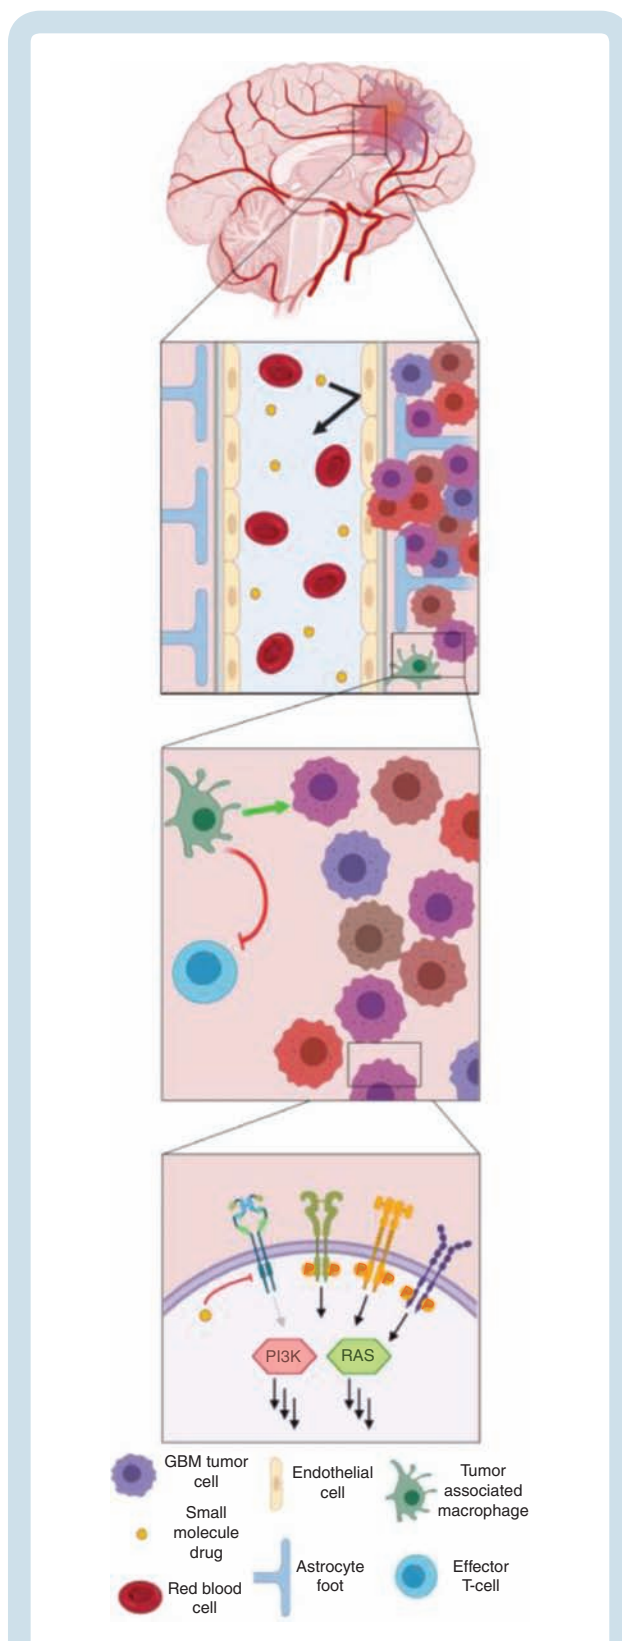 PI3K
RAS
GBM tumor
cell
Endothelial
cell
Tumor
associated
macrophage
Small
molecule
drug
Red blood
cell
Astrocyte
foot
Effector
T-cell